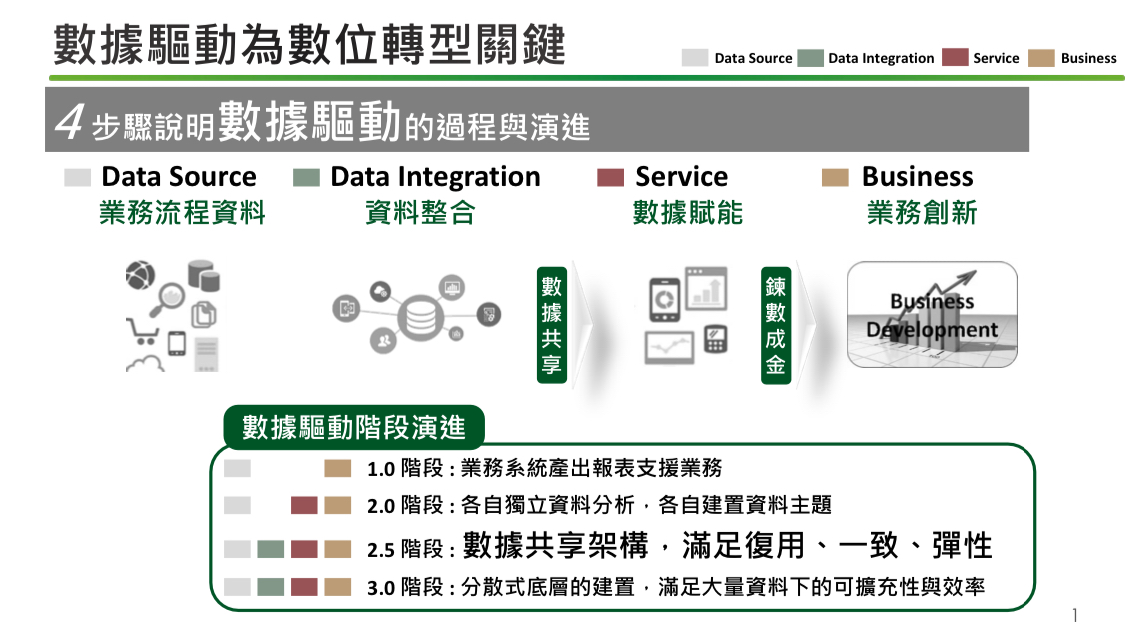 數據驅動為數位轉型關鍵
Data Source Data Integration Service Business
4 步驟說明數據驅動的過程與演進
Data Source Data Integration Service Business
業務流程資料 資料整合 數據賦能 業務創新
數據共享
鍊數成金
Business
Development
數據驅動階段演進
1.0 階段 : 業務系統產出報表支援業務
2.0 階段 : 各自獨立資料分析，各自建置資料主題
2.5 階段 : 數據共享架構，滿足復用、一致、彈性
3.0 階段 : 分散式底層的建置，滿足大量資料下的可擴充性與效率
1